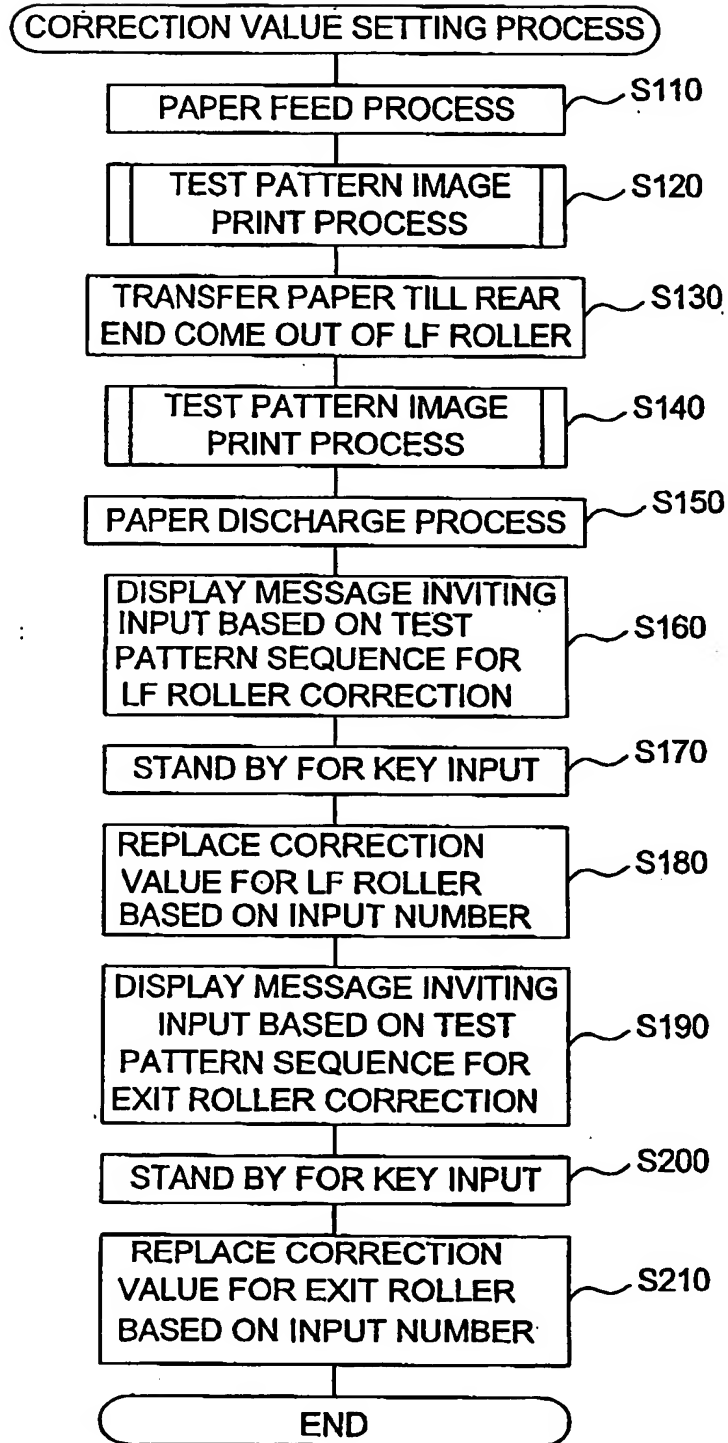 CORRECTION VALUE SETTING PROCESS
PAPER FEED PROCESS
S110
TEST PATTERN IMAGE
PRINT PROCESS
S120
TRANSFER PAPER TILL REAR
END COME OUT OF LF ROLLER
S130
TEST PATTERN IMAGE
PRINT PROCESS
S140
PAPER DISCHARGE PROCESS
S150
DISPLAY MESSAGE INVITING
INPUT BASED ON TEST
PATTERN SEQUENCE FOR
LF ROLLER CORRECTION
S160
STAND BY FOR KEY INPUT
S170
REPLACE CORRECTION
VALUE FOR LF ROLLER
BASED ON INPUT NUMBER
S180
DISPLAY MESSAGE INVITING
INPUT BASED ON TEST
PATTERN SEQUENCE FOR
EXIT ROLLER CORRECTION
S190
STAND BY FOR KEY INPUT
S200
REPLACE CORRECTION
VALUE FOR EXIT ROLLER
BASED ON INPUT NUMBER
S210
END